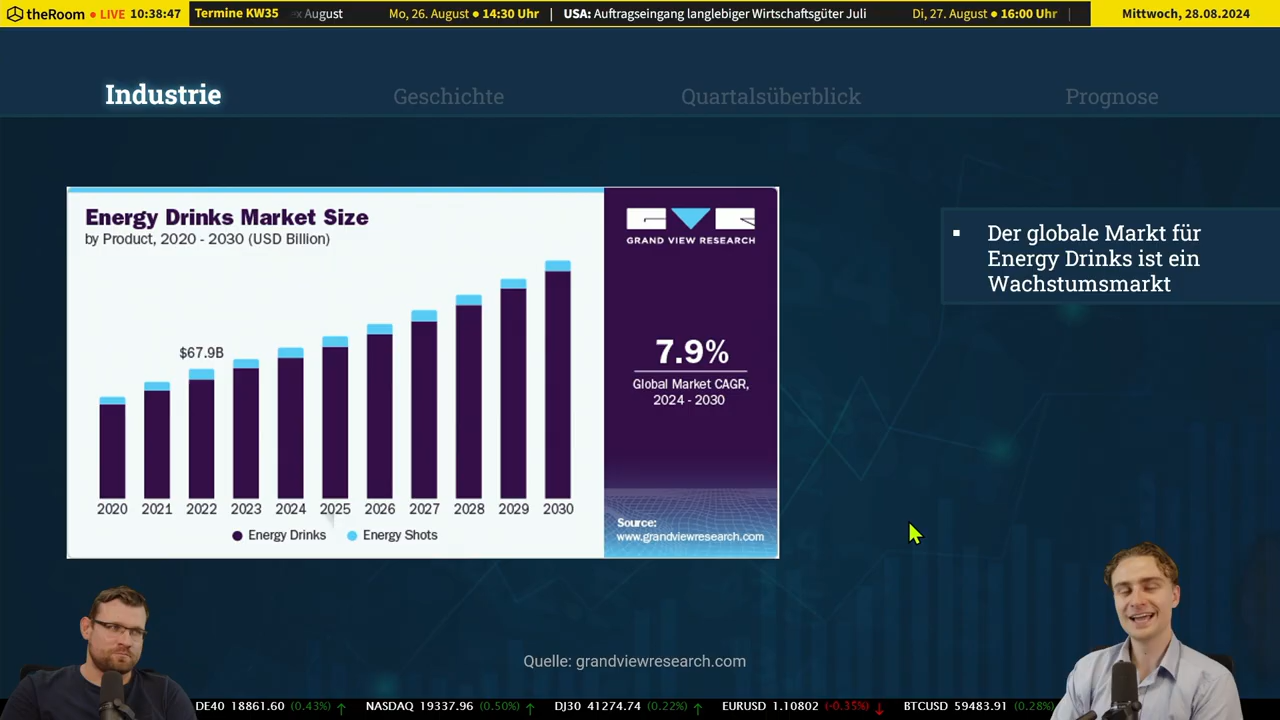 theRoom ● LIVE 10:38:47
Termine KW35
August
Mo, 26. August ● 14:30 Uhr | USA: Auftragseingang langlebiger Wirtschaftsgüter Juli
Di, 27. August ● 16:00 Uhr |
Mittwoch, 28.08.2024
Industrie
Geschichte
Quartalsüberblick
Prognose
Energy Drinks Market Size
by Product, 2020 - 2030 (USD Billion)
$67.9B
2020 2021 2022 2023 2024 2025 2026 2027 2028 2029 2030
● Energy Drinks ● Energy Shots
GRAND VIEW RESEARCH
7.9%
Global Market CAGR,
2024 - 2030
Source:
www.grandviewresearch.com
▪ Der globale Markt für
Energy Drinks ist ein
Wachstumsmarkt
Quelle: grandviewresearch.com
DE40 18861.60 (0.43%) ↑ NASDAQ 19337.96 (0.50%) ↑ DJ30 41274.74 (0.22%) ↑ EURUSD 1.10802 (-0.35%) ↓ BTCUSD 59483.91 (0.28%)